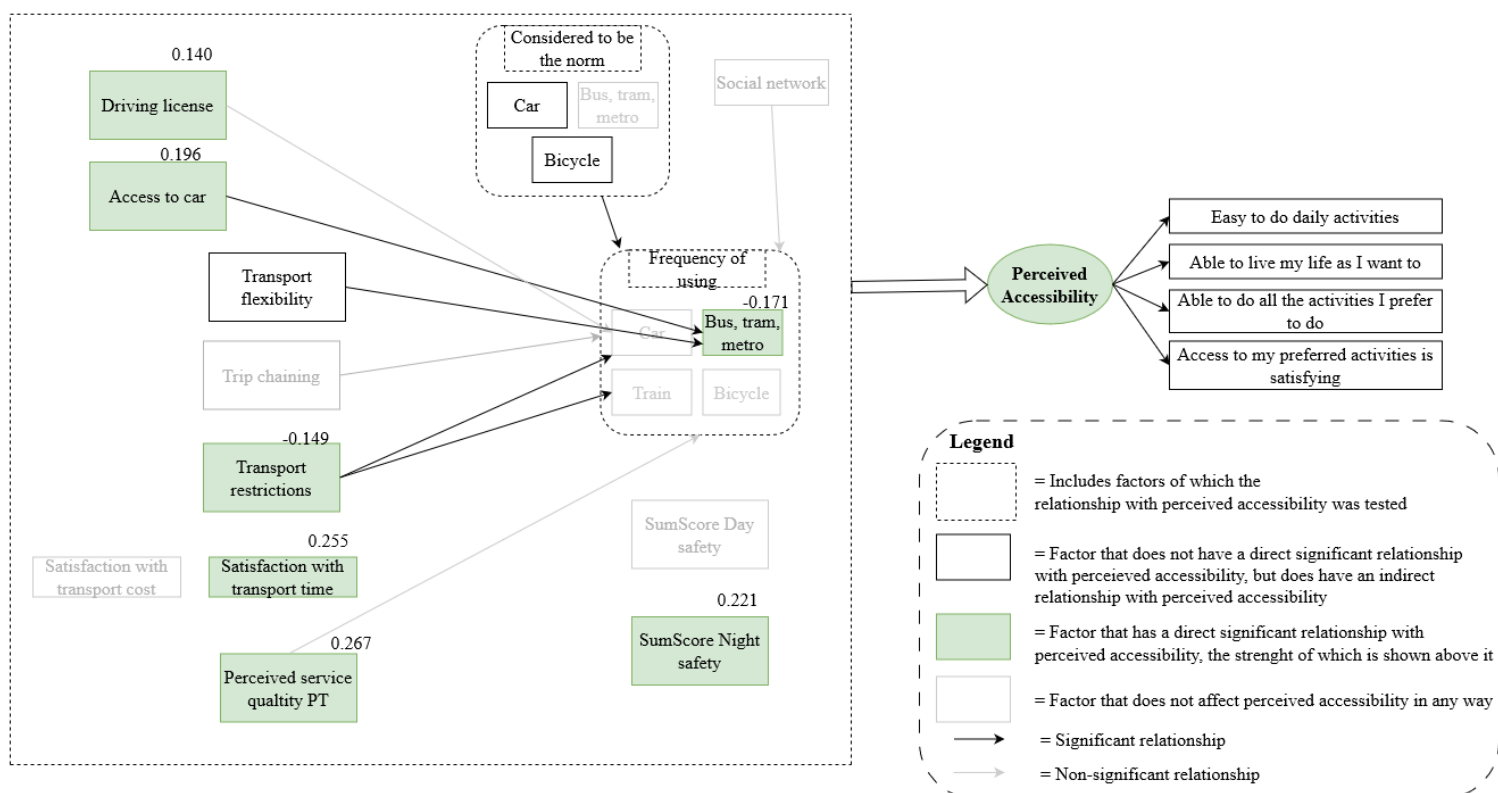 0.140
Driving license
0.196
Access to car
Transport
flexibility
Trip chaining
-0.149
Transport
restrictions
0.255
Satisfaction with
transport cost
Satisfaction with
transport time
0.267
Perceived service
qualtity PT
Considered to be
the norm
Car
Bus, tram,
metro
Bicycle
Social network
Frequency of
using
-0.171
Car
Bus, tram,
metro
Train
Bicycle
SumScore Day
safety
0.221
SumScore Night
safety
Perceived
Accessibility
Easy to do daily activities
Able to live my life as I want to
Able to do all the activities I prefer
to do
Access to my preferred activities is
satisfying
Legend
= Includes factors of which the
relationship with perceived accessibility was tested
= Factor that does not have a direct significant relationship
with perceieved accessibility, but does have an indirect
relationship with perceived accessibility
= Factor that has a direct significant relationship with
perceived accessibility, the strenght of which is shown above it
= Factor that does not affect perceived accessibility in any way
= Significant relationship
= Non-significant relationship